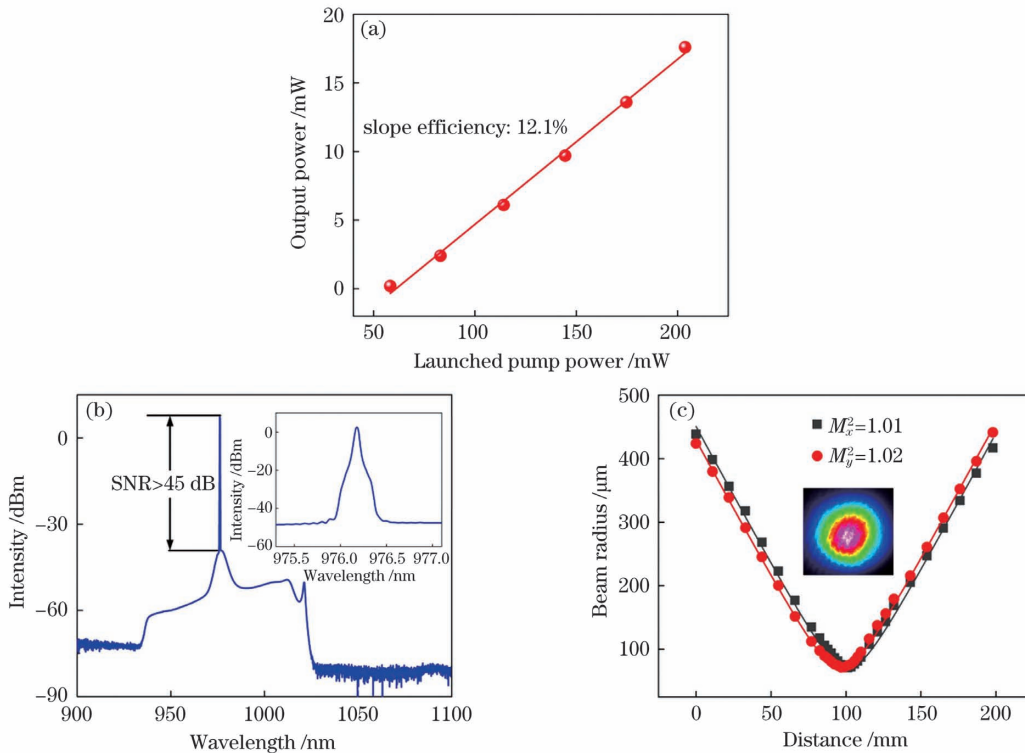 (a)
20
15
10
5
0
Output power /mW
slope efficiency: 12.1%
50
100
150
200
Launched pump power /mW
(b)
0
−30
−60
−90
Intensity /dBm
SNR>45 dB
900
950
1000
1050
1100
Wavelength /nm
0
−20
−40
−60
Intensity /dBm
975.5
976.0
976.5
977.0
Wavelength /nm
(c)
500
400
300
200
100
Beam radius /μm
M²x=1.01
M²y=1.02
0
50
100
150
200
Distance /mm